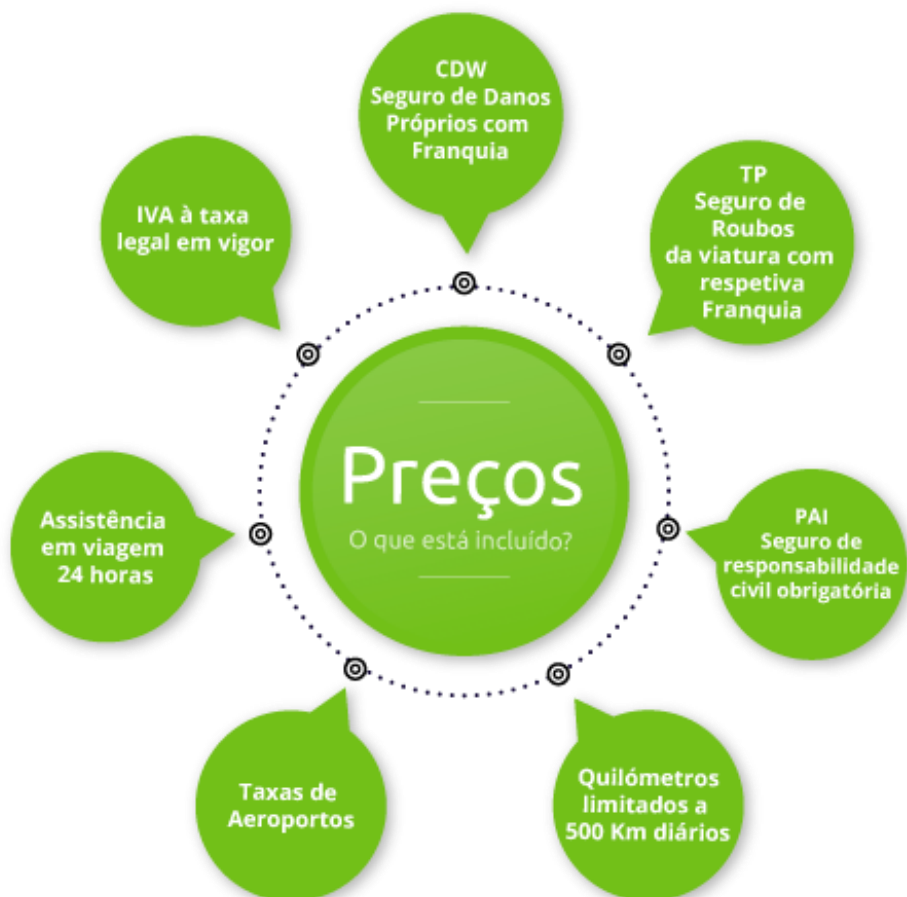 CDW
Seguro de Danos
Próprios com
Franquia
TP
Seguro de
Roubos
da viatura com
respetiva
Franquia
IVA à taxa
legal em vigor
Preços
O que está incluído?
Assistência
em viagem
24 horas
PAI
Seguro de
responsabilidade
civil obrigatória
Taxas de
Aeroportos
Quilómetros
limitados a
500 Km diários